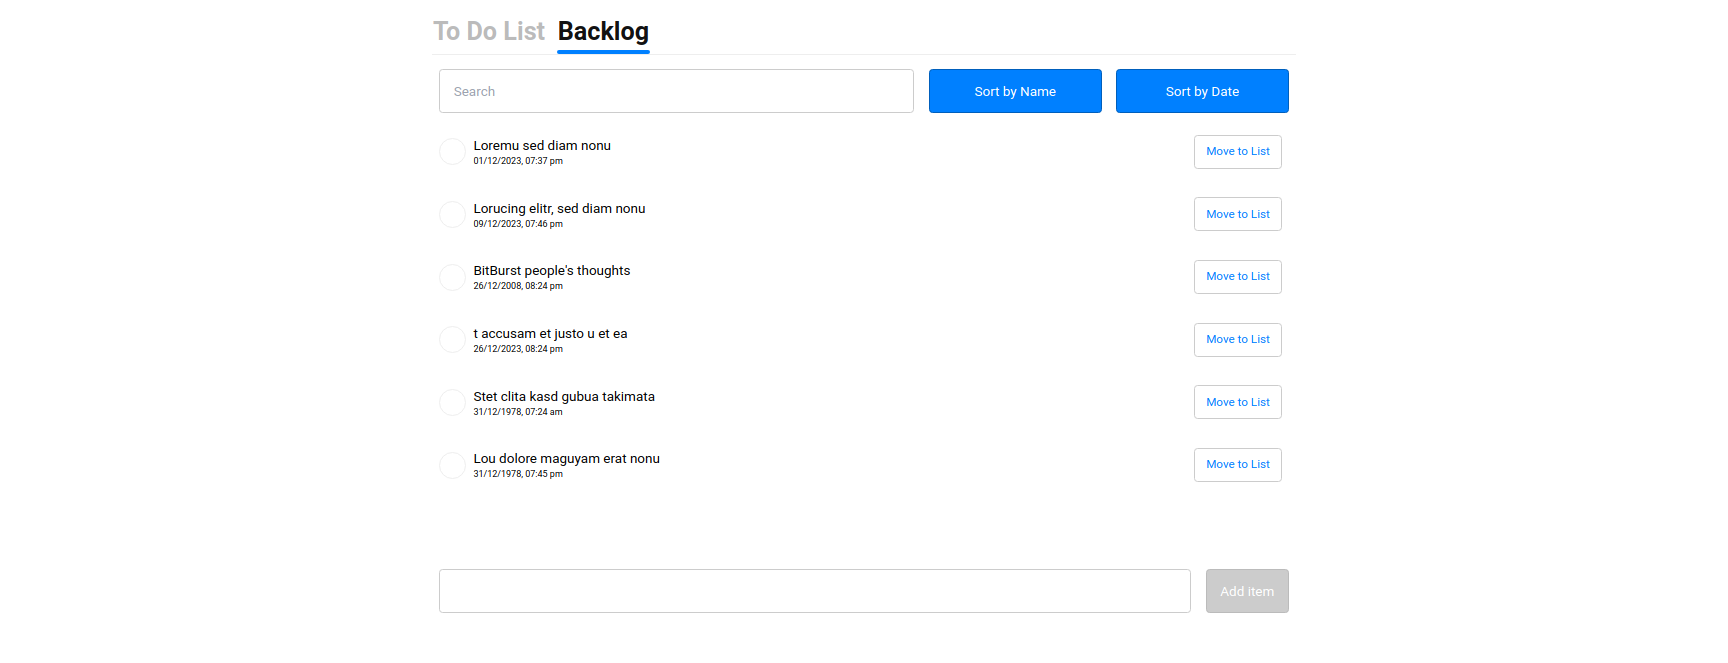 To Do List Backlog
Search Sort by Name Sort by Date
Loremu sed diam nonu
01/12/2023, 07:37 pm
Move to List
Lorucing elitr, sed diam nonu
09/12/2023, 07:46 pm
Move to List
BitBurst people's thoughts
26/12/2008, 08:24 pm
Move to List
t accusam et justo u et ea
26/12/2023, 08:24 pm
Move to List
Stet clita kasd gubua takimata
31/12/1978, 07:24 am
Move to List
Lou dolore maguyam erat nonu
31/12/1978, 07:45 pm
Move to List
Add item